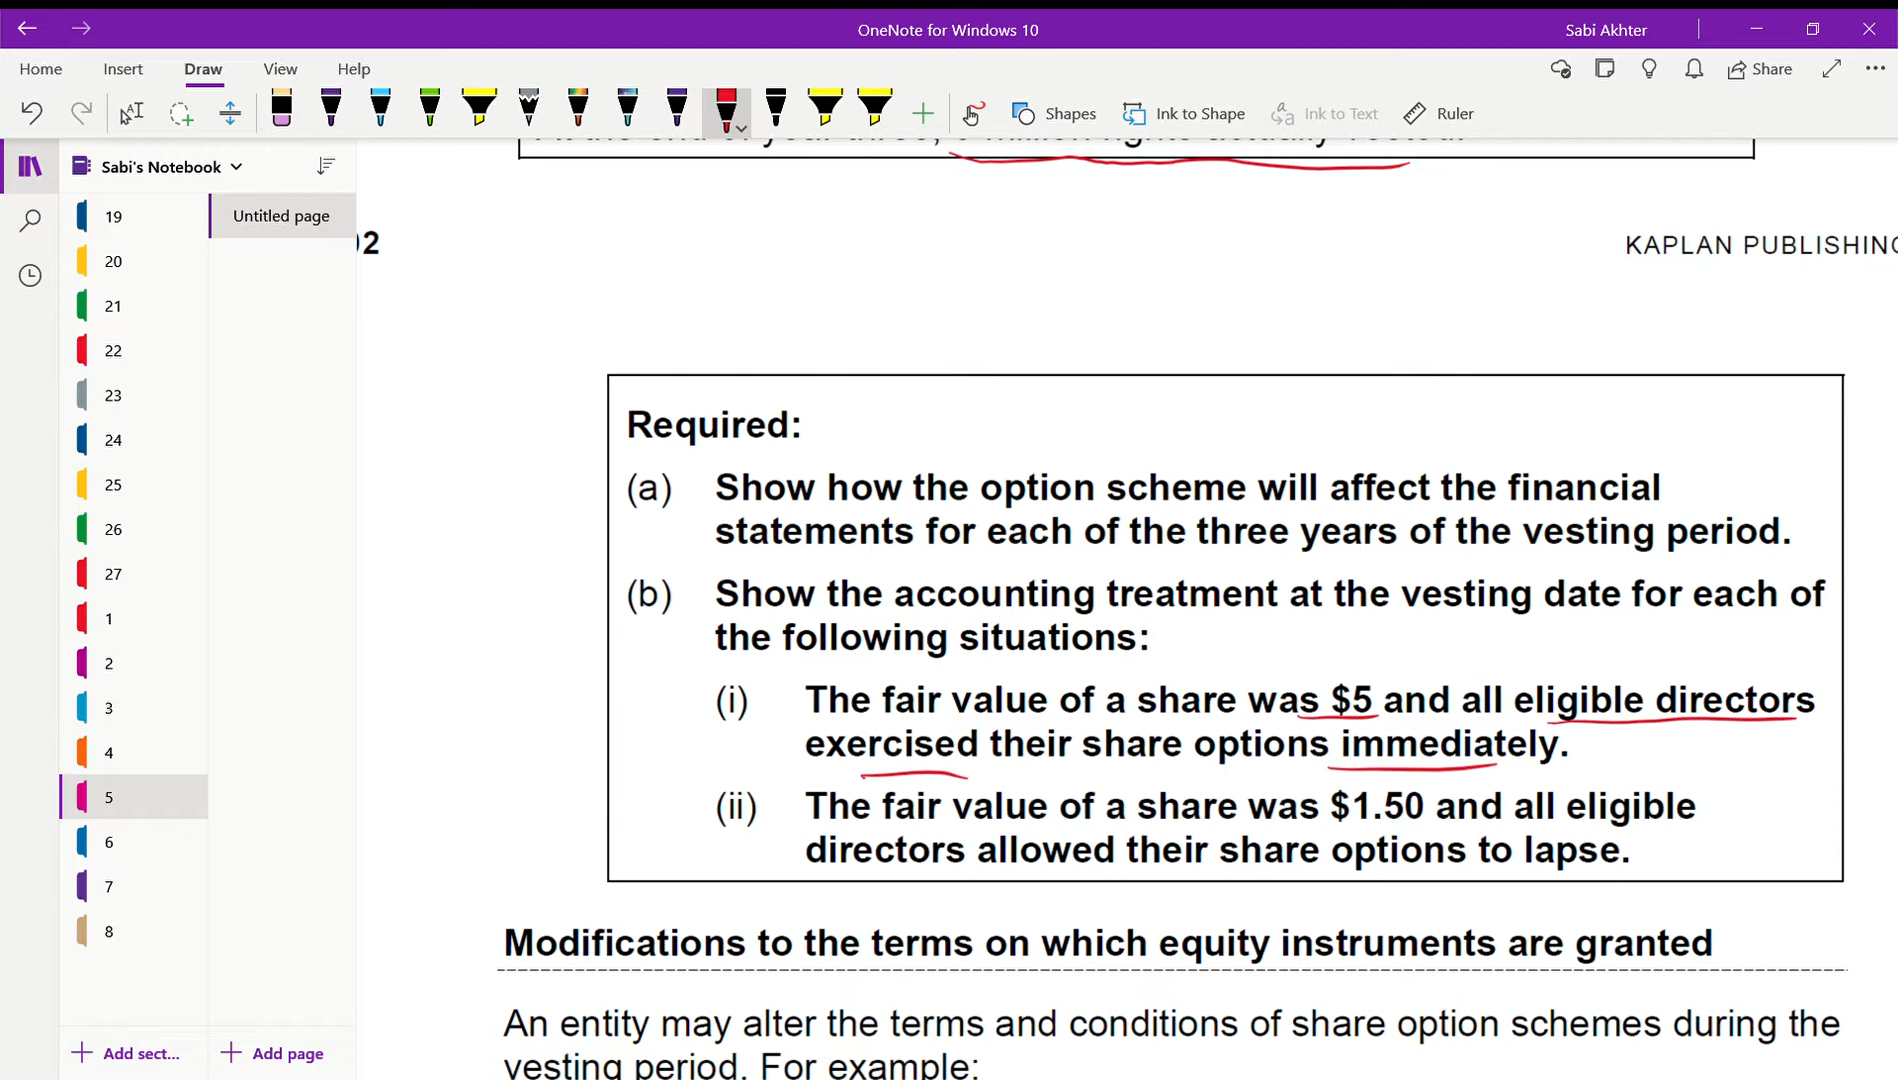 OneNote for Windows 10
Sabi Akhter
Home Insert Draw View Help
Share
Shapes
Ink to Shape
Ink to Text
Ruler
Sabi's Notebook
Untitled page
19
20
21
22
23
24
25
26
27
1
2
3
4
5
6
7
8
Add sect...
Add page
02
KAPLAN PUBLISHING
Required:
(a) Show how the option scheme will affect the financial
statements for each of the three years of the vesting period.
(b) Show the accounting treatment at the vesting date for each of
the following situations:
(i) The fair value of a share was $5 and all eligible directors
exercised their share options immediately.
(ii) The fair value of a share was $1.50 and all eligible
directors allowed their share options to lapse.
Modifications to the terms on which equity instruments are granted
An entity may alter the terms and conditions of share option schemes during the
vesting period. For example: